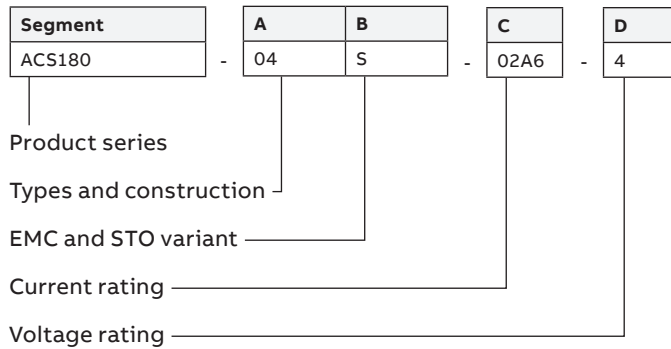 Segment A B C D
ACS180 - 04 S - 02A6 - 4
Product series
Types and construction
EMC and STO variant
Current rating
Voltage rating